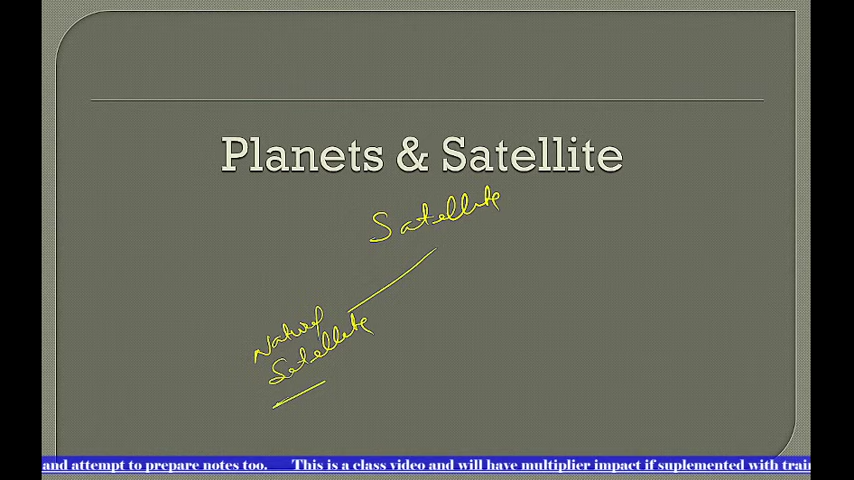 Planets & Satellite
Satellite
Natural
Satellite
and attempt to prepare notes too. This is a class video and will have multiplier impact if suplemented with trai